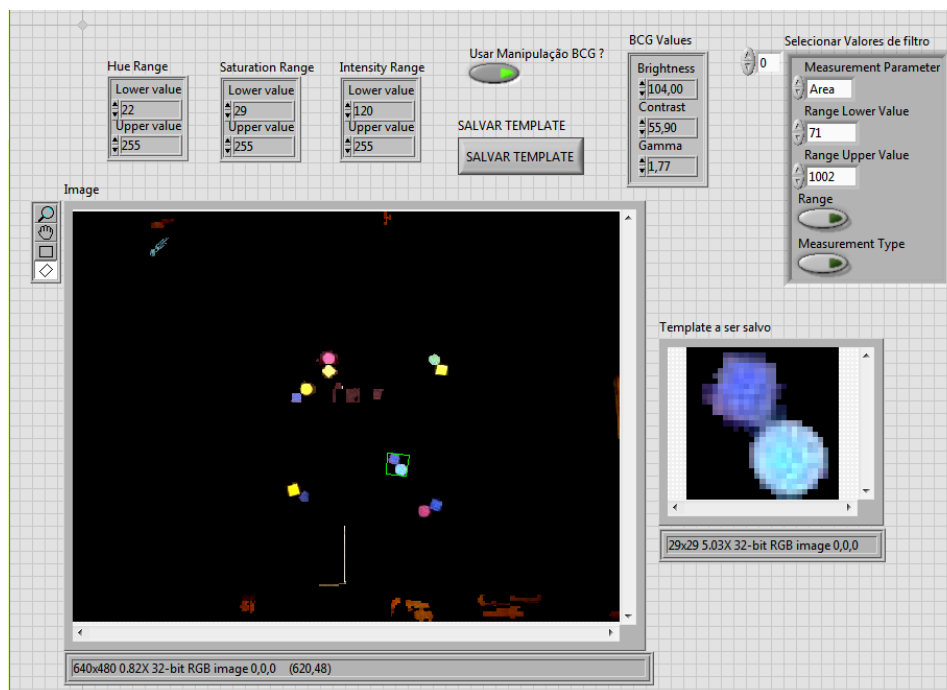 Hue Range
Lower value
22
Upper value
255
Saturation Range
Lower value
29
Upper value
255
Intensity Range
Lower value
120
Upper value
255
Usar Manipulação BCG ?
SALVAR TEMPLATE
SALVAR TEMPLATE
BCG Values
Brightness
104,00
Contrast
55,90
Gamma
1,77
0
Selecionar Valores de filtro
Measurement Parameter
Area
Range Lower Value
71
Range Upper Value
1002
Range
Measurement Type
Image
640x480 0.82X 32-bit RGB image 0,0,0 (620,48)
Template a ser salvo
29x29 5.03X 32-bit RGB image 0,0,0